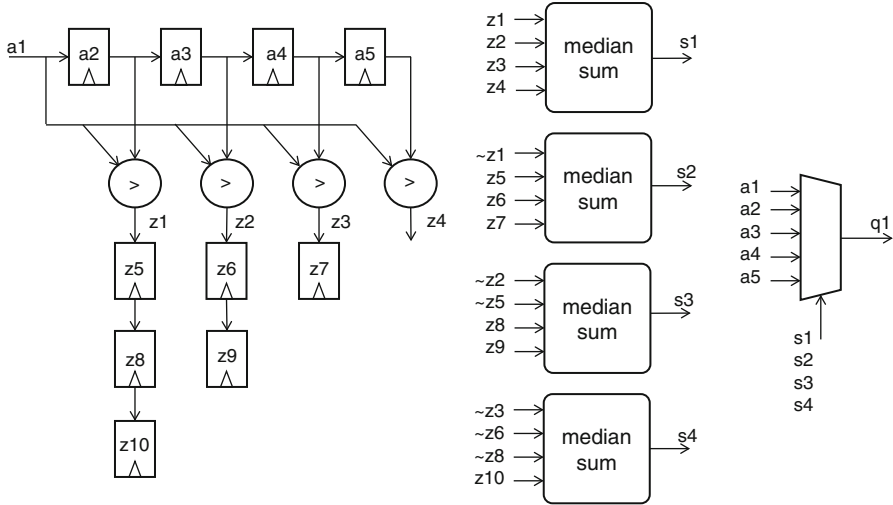 a1
a2
a3
a4
a5
>
>
>
>
z1
z2
z3
z4
z5
z6
z7
z8
z9
z10
z1
z2
z3
z4
median
sum
s1
~z1
z5
z6
z7
median
sum
s2
~z2
~z5
z8
z9
median
sum
s3
~z3
~z6
~z8
z10
median
sum
s4
a1
a2
a3
a4
a5
q1
s1
s2
s3
s4